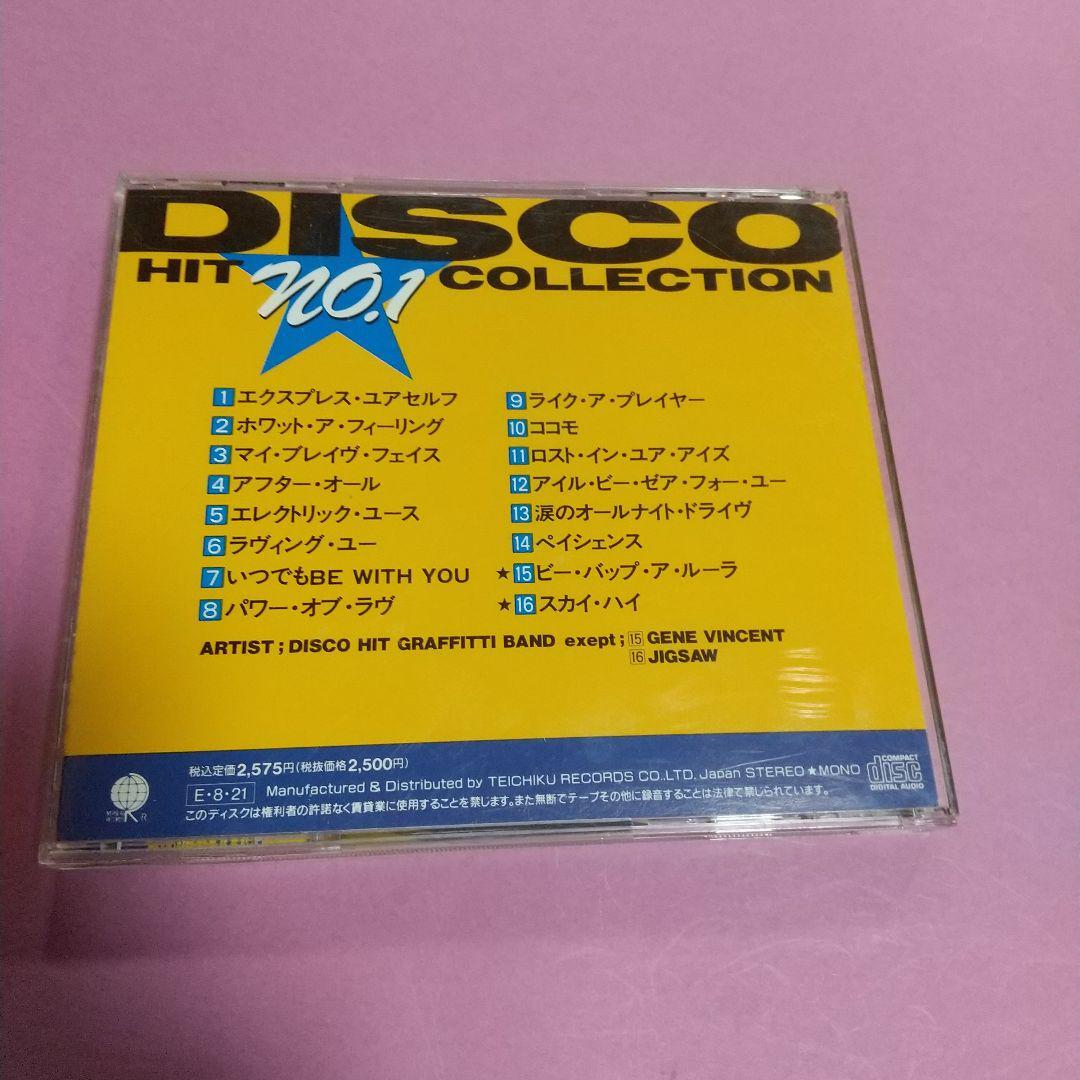 DISCO
HIT no.1 COLLECTION
1 エクスプレス・ユアセルフ
2 ホワット・ア・フィーリング
3 マイ・ブレイヴ・フェイス
4 アフター・オール
5 エレクトリック・ユース
6 ラヴィング・ユー
7 いつでもBE WITH YOU
8 パワー・オブ・ラヴ
9 ライク・ア・プレイヤー
10 ココモ
11 ロスト・イン・ユア・アイズ
12 アイル・ビー・ゼア・フォー・ユー
13 涙のオールナイト・ドライヴ
14 ペイシェンス
★15 ビー・バップ・ア・ルーラ
★16 スカイ・ハイ
ARTIST ; DISCO HIT GRAFFITTI BAND exept ; 15 GENE VINCENT
16 JIGSAW
税込定価2,575円(税抜価格2,500円)
E・8・21 Manufactured & Distributed by TEICHIKU RECORDS CO.,LTD. Japan STEREO ★MONO
このディスクは権利者の許諾なく賃貸業に使用することを禁じます。また無断でテープその他に録音することは法律で禁じられています。
R
COMPACT
disc
DIGITAL AUDIO